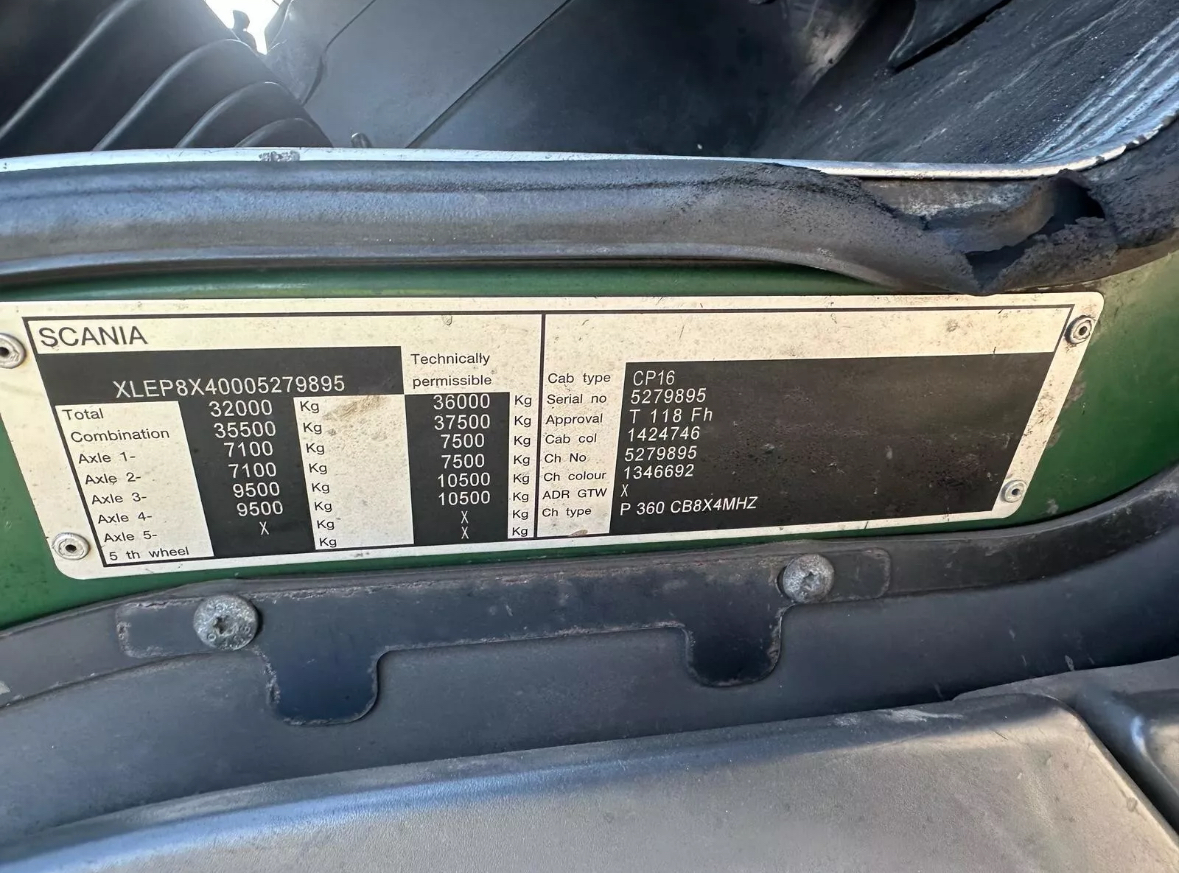 SCANIA
XLEP8X40005279895
Technically
permissible
Total 32000 Kg 36000 Kg
Combination 35500 Kg 37500 Kg
Axle 1- 7100 Kg 7500 Kg
Axle 2- 7100 Kg 7500 Kg
Axle 3- 9500 Kg 10500 Kg
Axle 4- 9500 Kg 10500 Kg
Axle 5- X Kg X Kg
5 th wheel Kg X Kg
Cab type CP16
Serial no 5279895
Approval T 118 Fh
Cab col 1424746
Ch No 5279895
Ch colour 1346692
ADR GTW X
Ch type P 360 CB8X4MHZ